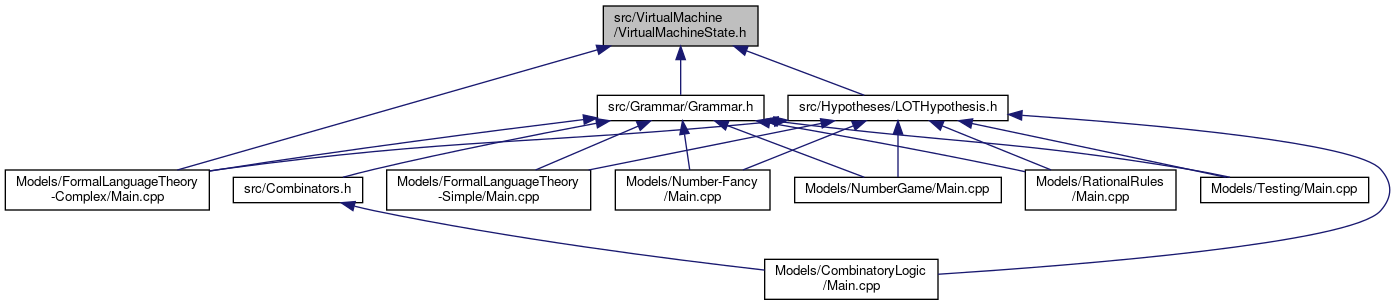 src/VirtualMachine
/VirtualMachineState.h
src/Grammar/Grammar.h
src/Hypotheses/LOTHypothesis.h
Models/FormalLanguageTheory
-Complex/Main.cpp
src/Combinators.h
Models/FormalLanguageTheory
-Simple/Main.cpp
Models/Number-Fancy
/Main.cpp
Models/NumberGame/Main.cpp
Models/RationalRules
/Main.cpp
Models/Testing/Main.cpp
Models/CombinatoryLogic
/Main.cpp